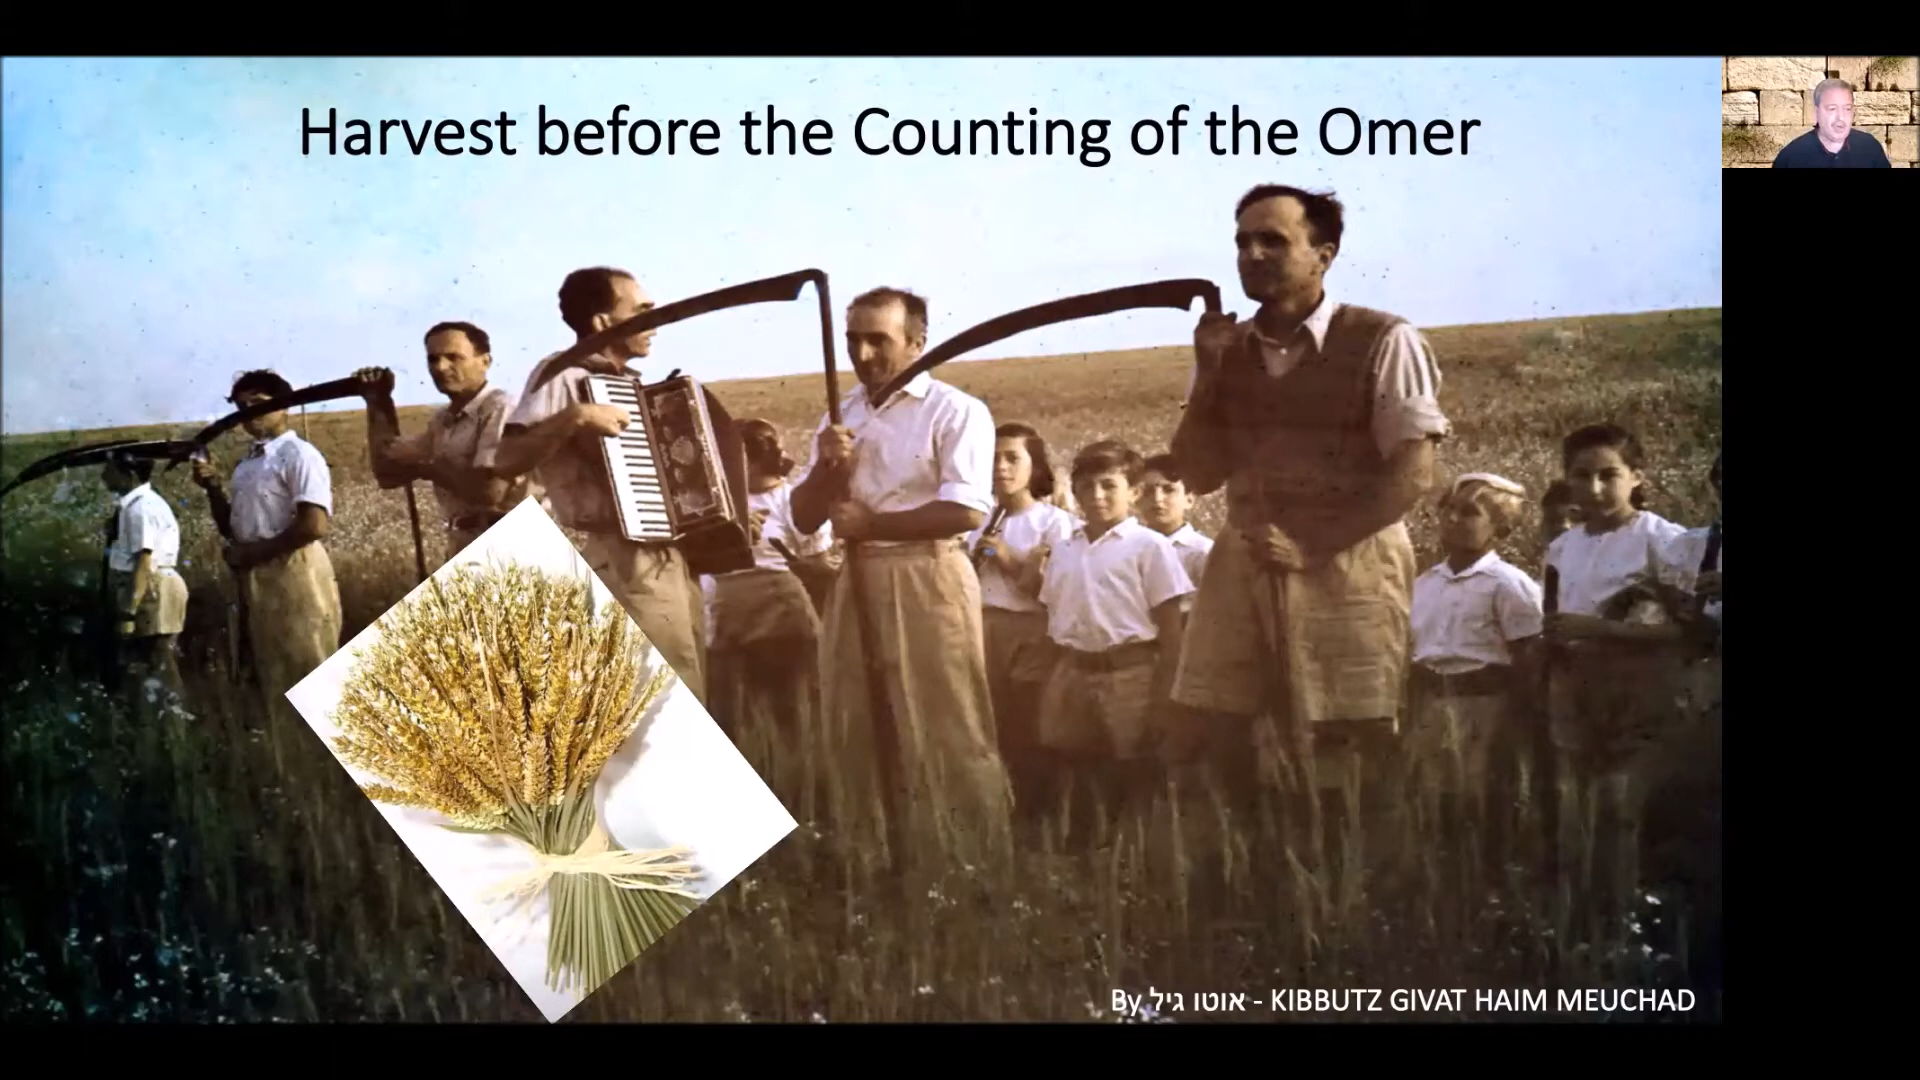 Harvest before the Counting of the Omer
By אוטו גיל - KIBBUTZ GIVAT HAIM MEUCHAD